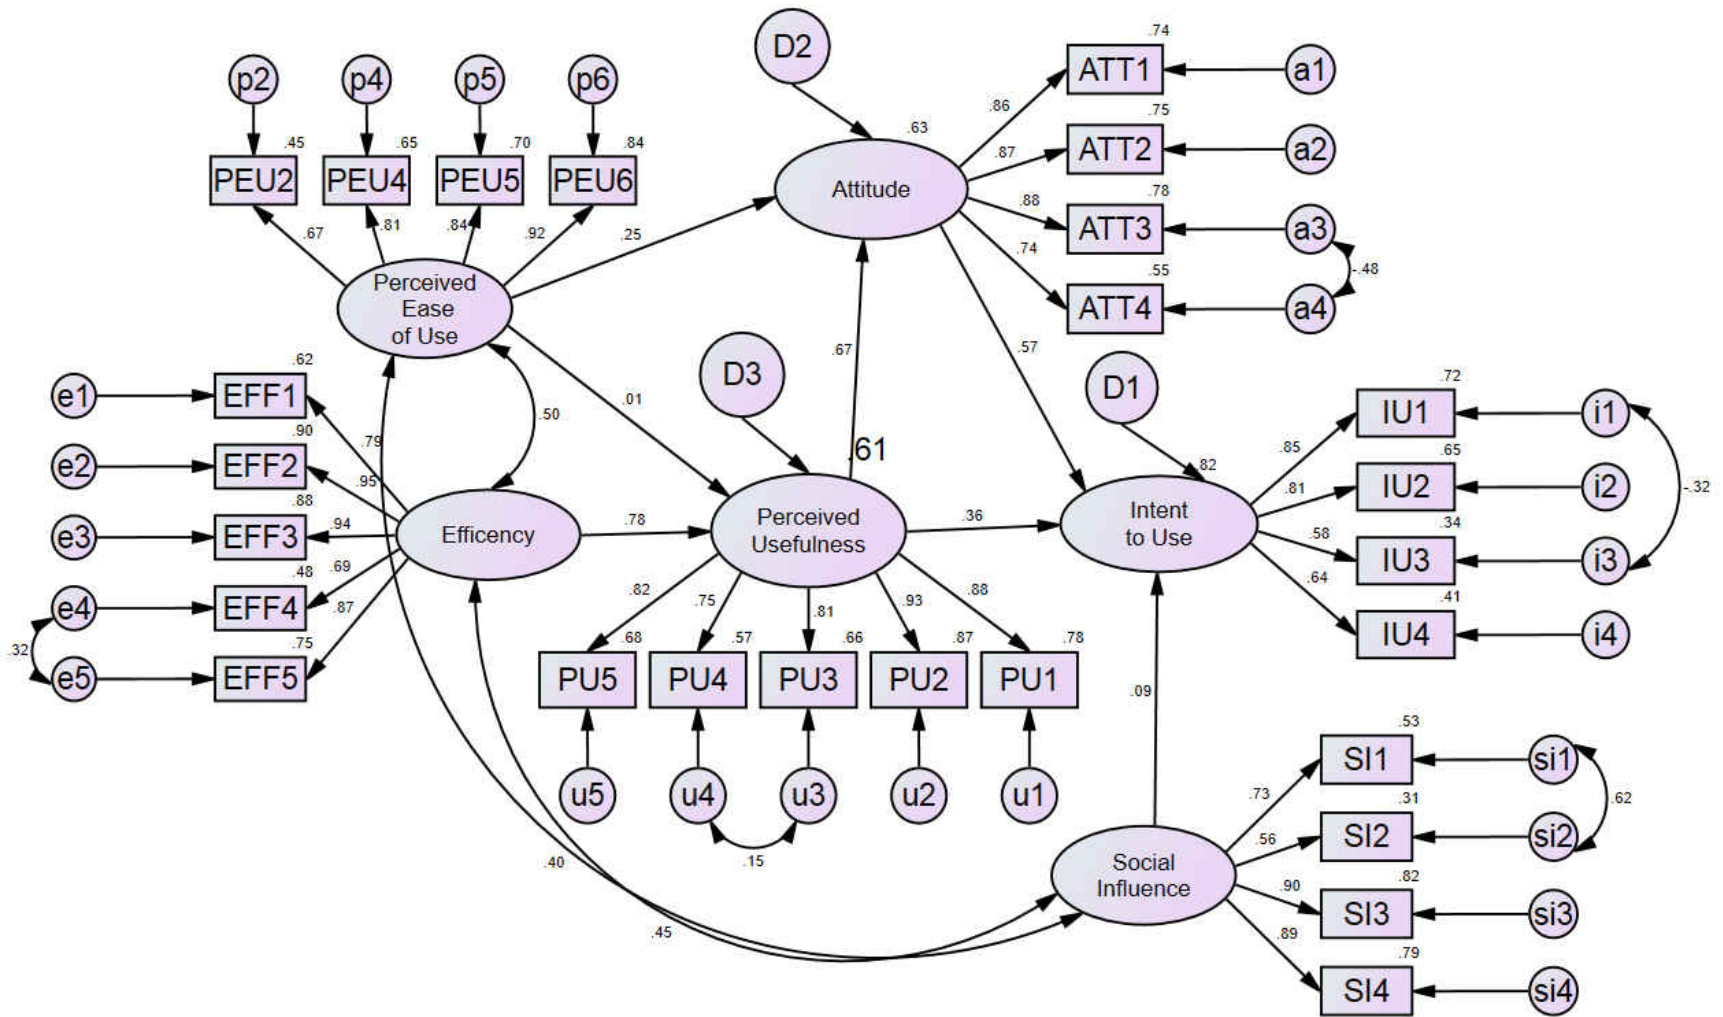 D2
.74
ATT1
a1
.86
.63
.75
ATT2
a2
.87
.78
ATT3
a3
.88
-.48
.74
.55
ATT4
a4
Attitude
p2
p4
p5
p6
.45
.65
.70
.84
PEU2
PEU4
PEU5
PEU6
.67
.81
.84
.92
.25
Perceived
Ease
of Use
.62
e1
EFF1
.79
.90
e2
EFF2
.95
.88
e3
EFF3
.94
.48
.69
e4
EFF4
.87
.32
.75
e5
EFF5
.50
.01
Efficency
.78
D3
.67
.61
Perceived
Usefulness
.36
.57
D1
.82
Intent
to Use
.72
IU1
i1
.85
.65
IU2
i2
.81
-.32
.34
IU3
i3
.58
.41
IU4
i4
.64
.82
.75
.81
.93
.88
.68
.57
.66
.87
.78
PU5
PU4
PU3
PU2
PU1
u5
u4
u3
u2
u1
.15
.09
.40
.45
Social
Influence
.53
SI1
si1
.73
.62
.31
SI2
si2
.56
.82
SI3
si3
.90
.79
SI4
si4
.89